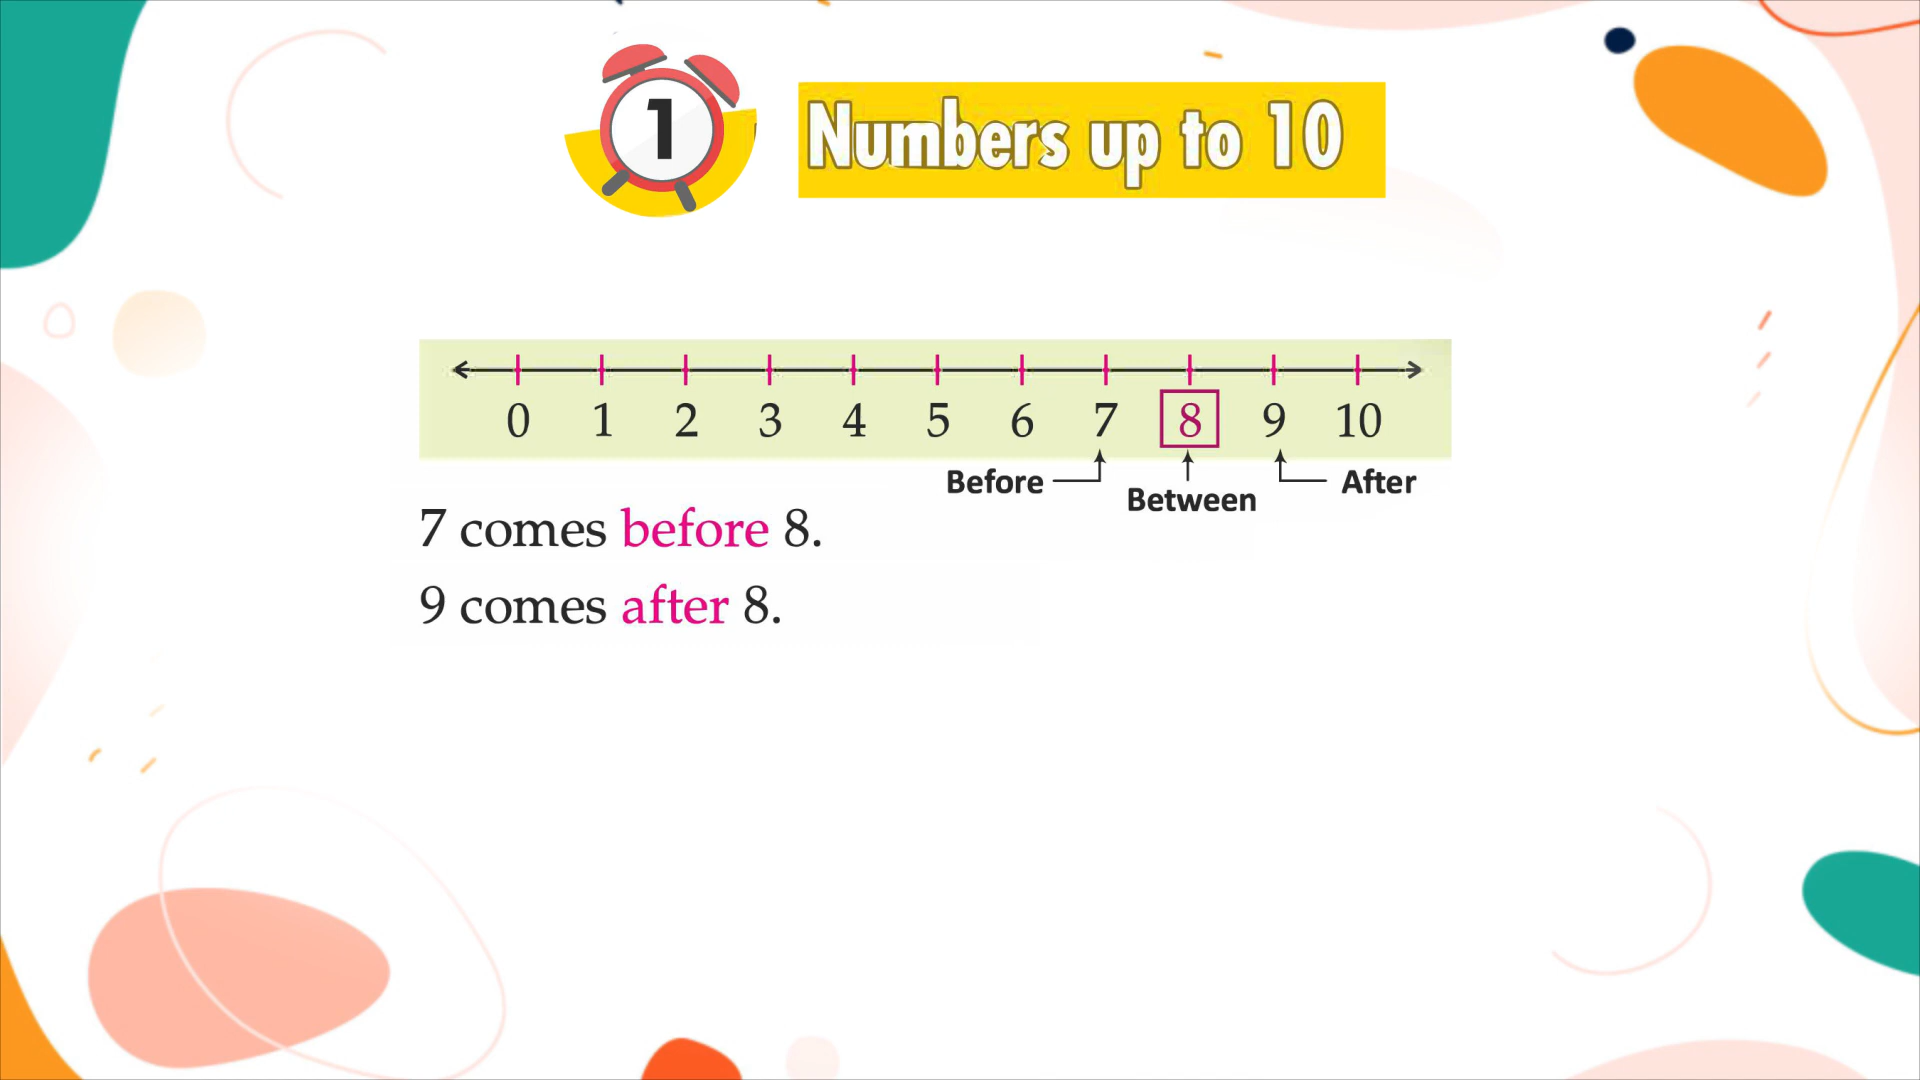 1
Numbers up to 10
0 1 2 3 4 5 6 7 8 9 10
Before Between After
7 comes before 8.
9 comes after 8.